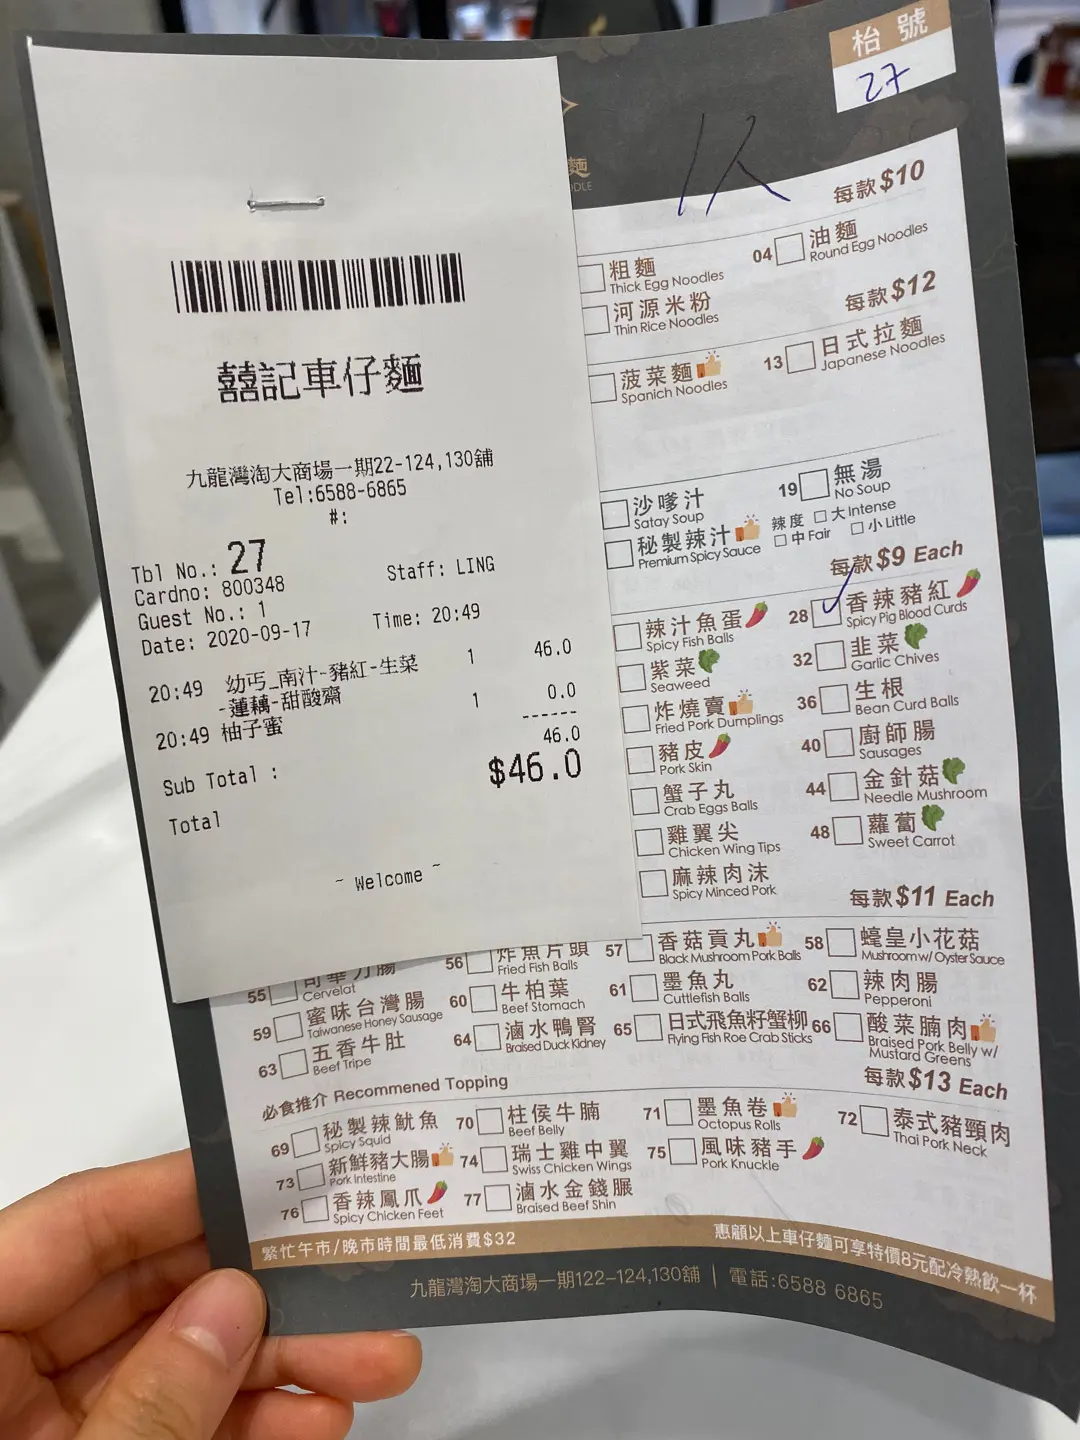 枱號
27
1人
麵
每款$10
粗麵
Thick Egg Noodles
04 油麵
Round Egg Noodles
河源米粉
Thin Rice Noodles
每款$12
菠菜麵
Spanich Noodles
13 日式拉麵
Japanese Noodles
沙嗲汁
Satay Soup
19 無湯
No Soup
秘製辣汁
Premium Spicy Sauce
辣度 大 Intense
中 Fair 小 Little
每款$9 Each
辣汁魚蛋
Spicy Fish Balls
28 香辣豬紅
Spicy Pig Blood Curds
紫菜
Seaweed
32 韭菜
Garlic Chives
炸燒賣
Fried Pork Dumplings
36 生根
Bean Curd Balls
豬皮
Pork Skin
40 廚師腸
Sausages
蟹子丸
Crab Eggs Balls
44 金針菇
Needle Mushroom
雞翼尖
Chicken Wing Tips
48 蘿蔔
Sweet Carrot
麻辣肉沫
Spicy Minced Pork
每款$11 Each
55
Cervelat
56 炸魚片頭
Fried Fish Balls
57 香菇貢丸
Black Mushroom Pork Balls
58 蠔皇小花菇
Mushroom w/ Oyster Sauce
59 蜜味台灣腸
Taiwanese Honey Sausage
60 牛柏葉
Beef Stomach
61 墨魚丸
Cuttlefish Balls
62 辣肉腸
Pepperoni
63 五香牛肚
Beef Tripe
64 滷水鴨腎
Braised Duck Kidney
65 日式飛魚籽蟹柳
Flying Fish Roe Crab Sticks
66 酸菜腩肉
Braised Pork Belly w/
Mustard Greens
必食推介 Recommened Topping
每款$13 Each
69 秘製辣魷魚
Spicy Squid
70 柱侯牛腩
Beef Belly
71 墨魚卷
Octopus Rolls
72 泰式豬頸肉
Thai Pork Neck
73 新鮮豬大腸
Pork Intestine
74 瑞士雞中翼
Swiss Chicken Wings
75 風味豬手
Pork Knuckle
76 香辣鳳爪
Spicy Chicken Feet
77 滷水金錢𦟌
Braised Beef Shin
繁忙午市/晚市時間最低消費$32
惠顧以上車仔麵可享特價8元配冷熱飲一杯
九龍灣淘大商場一期122-124,130舖 | 電話:6588 6865
囍記車仔麵
九龍灣淘大商場一期22-124,130舖
Tel:6588-6865
#:
Tbl No.: 27
Cardno: 800348
Staff: LING
Guest No.: 1
Date: 2020-09-17 Time: 20:49
20:49 幼丐_南汁-豬紅-生菜 1 46.0
-蓮藕-甜酸齋
20:49 柚子蜜 1 0.0
------
Sub Total : 46.0
Total $46.0
~ Welcome ~